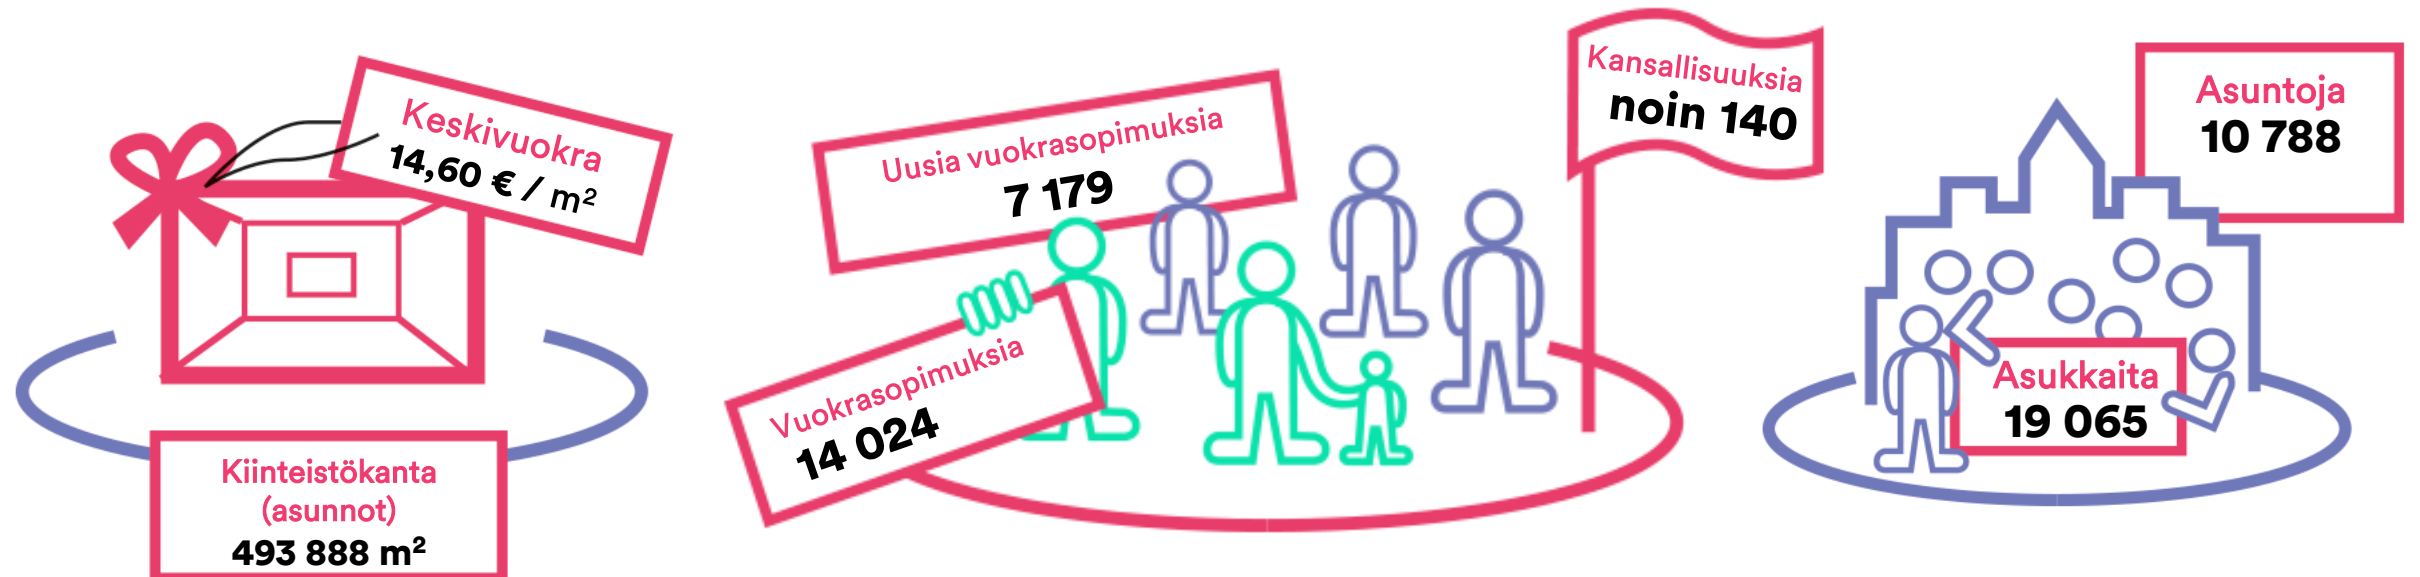 Keskivuokra
14,60 € / m²
Kiinteistökanta
(asunnot)
493 888 m²
Uusia vuokrasopimuksia
7 179
Vuokrasopimuksia
14 024
Kansallisuuksia
noin 140
Asuntoja
10 788
Asukkaita
19 065